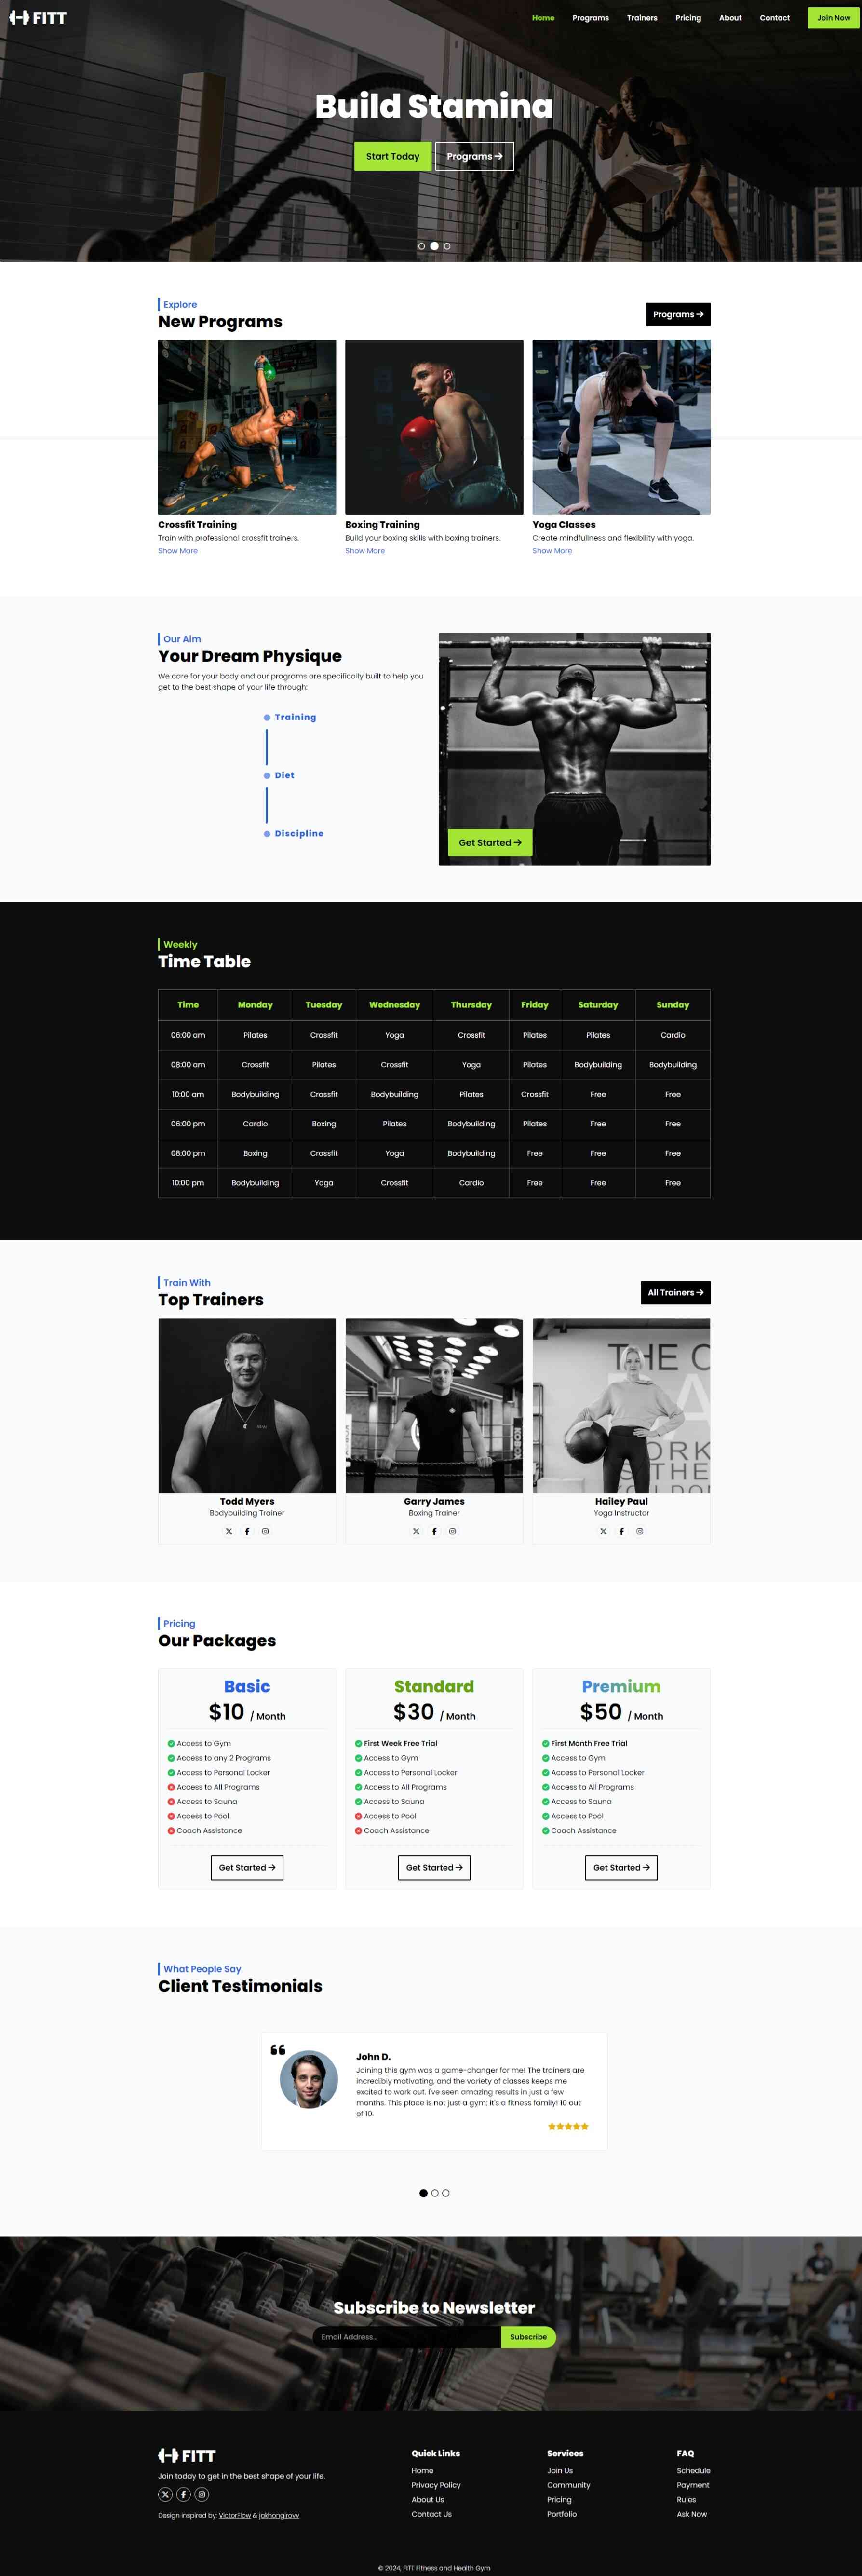 FITT
Home Programs Trainers Pricing About Contact Join Now
Build Stamina
Start Today Programs →
Explore
New Programs
Programs →
Crossfit Training
Train with professional crossfit trainers.
Show More
Boxing Training
Build your boxing skills with boxing trainers.
Show More
Yoga Classes
Create mindfullness and flexibility with yoga.
Show More
Our Aim
Your Dream Physique
We care for your body and our programs are specifically built to help you
get to the best shape of your life through:
Training
Diet
Discipline
Get Started →
Weekly
Time Table
Time Monday Tuesday Wednesday Thursday Friday Saturday Sunday
06:00 am Pilates Crossfit Yoga Crossfit Pilates Pilates Cardio
08:00 am Crossfit Pilates Crossfit Yoga Pilates Bodybuilding Bodybuilding
10:00 am Bodybuilding Crossfit Bodybuilding Pilates Crossfit Free Free
06:00 pm Cardio Boxing Pilates Bodybuilding Pilates Free Free
08:00 pm Boxing Crossfit Yoga Bodybuilding Free Free Free
10:00 pm Bodybuilding Yoga Crossfit Cardio Free Free Free
Train With
Top Trainers
All Trainers →
THE
Todd Myers
Bodybuilding Trainer
Garry James
Boxing Trainer
Hailey Paul
Yoga Instructor
Pricing
Our Packages
Basic
$10 / Month
Access to Gym
Access to any 2 Programs
Access to Personal Locker
Access to All Programs
Access to Sauna
Access to Pool
Coach Assistance
Get Started →
Standard
$30 / Month
First Week Free Trial
Access to Gym
Access to Personal Locker
Access to All Programs
Access to Sauna
Access to Pool
Coach Assistance
Get Started →
Premium
$50 / Month
First Month Free Trial
Access to Gym
Access to Personal Locker
Access to All Programs
Access to Sauna
Access to Pool
Coach Assistance
Get Started →
What People Say
Client Testimonials
John D.
Joining this gym was a game-changer for me! The trainers are
incredibly motivating, and the variety of classes keeps me
excited to work out. I've seen amazing results in just a few
months. This place is not just a gym; it's a fitness family! 10 out
of 10.
Subscribe to Newsletter
Email Address... Subscribe
FITT
Join today to get in the best shape of your life.
Design inspired by: VictorFlow & jakhongirovv
Quick Links
Home
Privacy Policy
About Us
Contact Us
Services
Join Us
Community
Pricing
Portfolio
FAQ
Schedule
Payment
Rules
Ask Now
© 2024, FITT Fitness and Health Gym